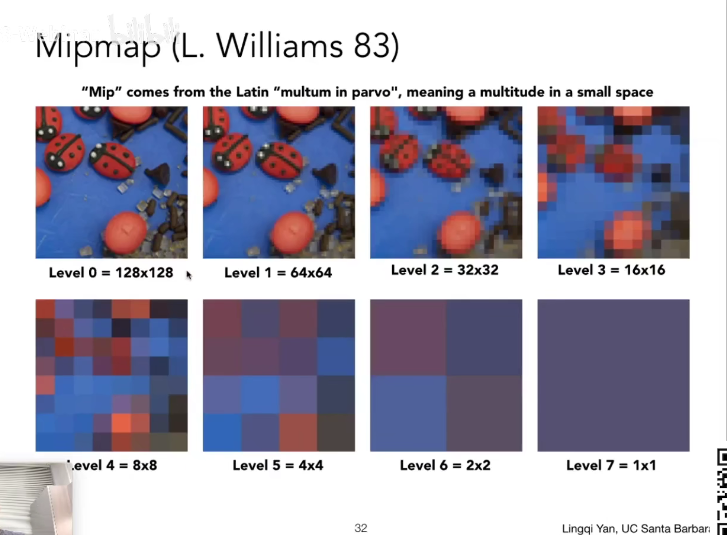 Mipmap (L. Williams 83)
“Mip” comes from the Latin “multum in parvo", meaning a multitude in a small space
Level 0 = 128x128
Level 1 = 64x64
Level 2 = 32x32
Level 3 = 16x16
Level 4 = 8x8
Level 5 = 4x4
Level 6 = 2x2
Level 7 = 1x1
32
Lingqi Yan, UC Santa Barbara